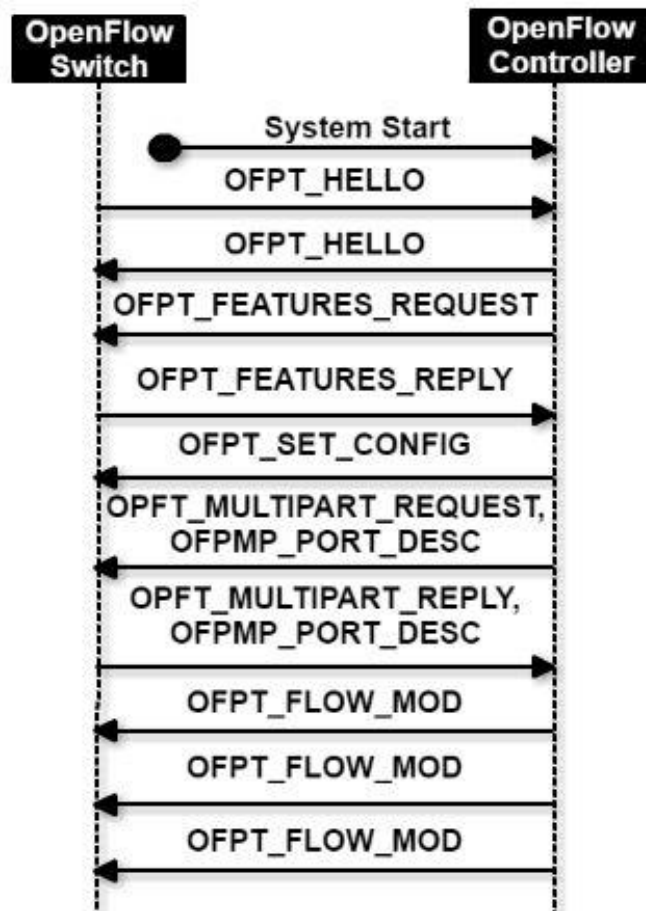 OpenFlow
Switch
OpenFlow
Controller
System Start
OFPT_HELLO
OFPT_HELLO
OFPT_FEATURES_REQUEST
OFPT_FEATURES_REPLY
OFPT_SET_CONFIG
OPFT_MULTIPART_REQUEST,
OFPMP_PORT_DESC
OPFT_MULTIPART_REPLY,
OFPMP_PORT_DESC
OFPT_FLOW_MOD
OFPT_FLOW_MOD
OFPT_FLOW_MOD